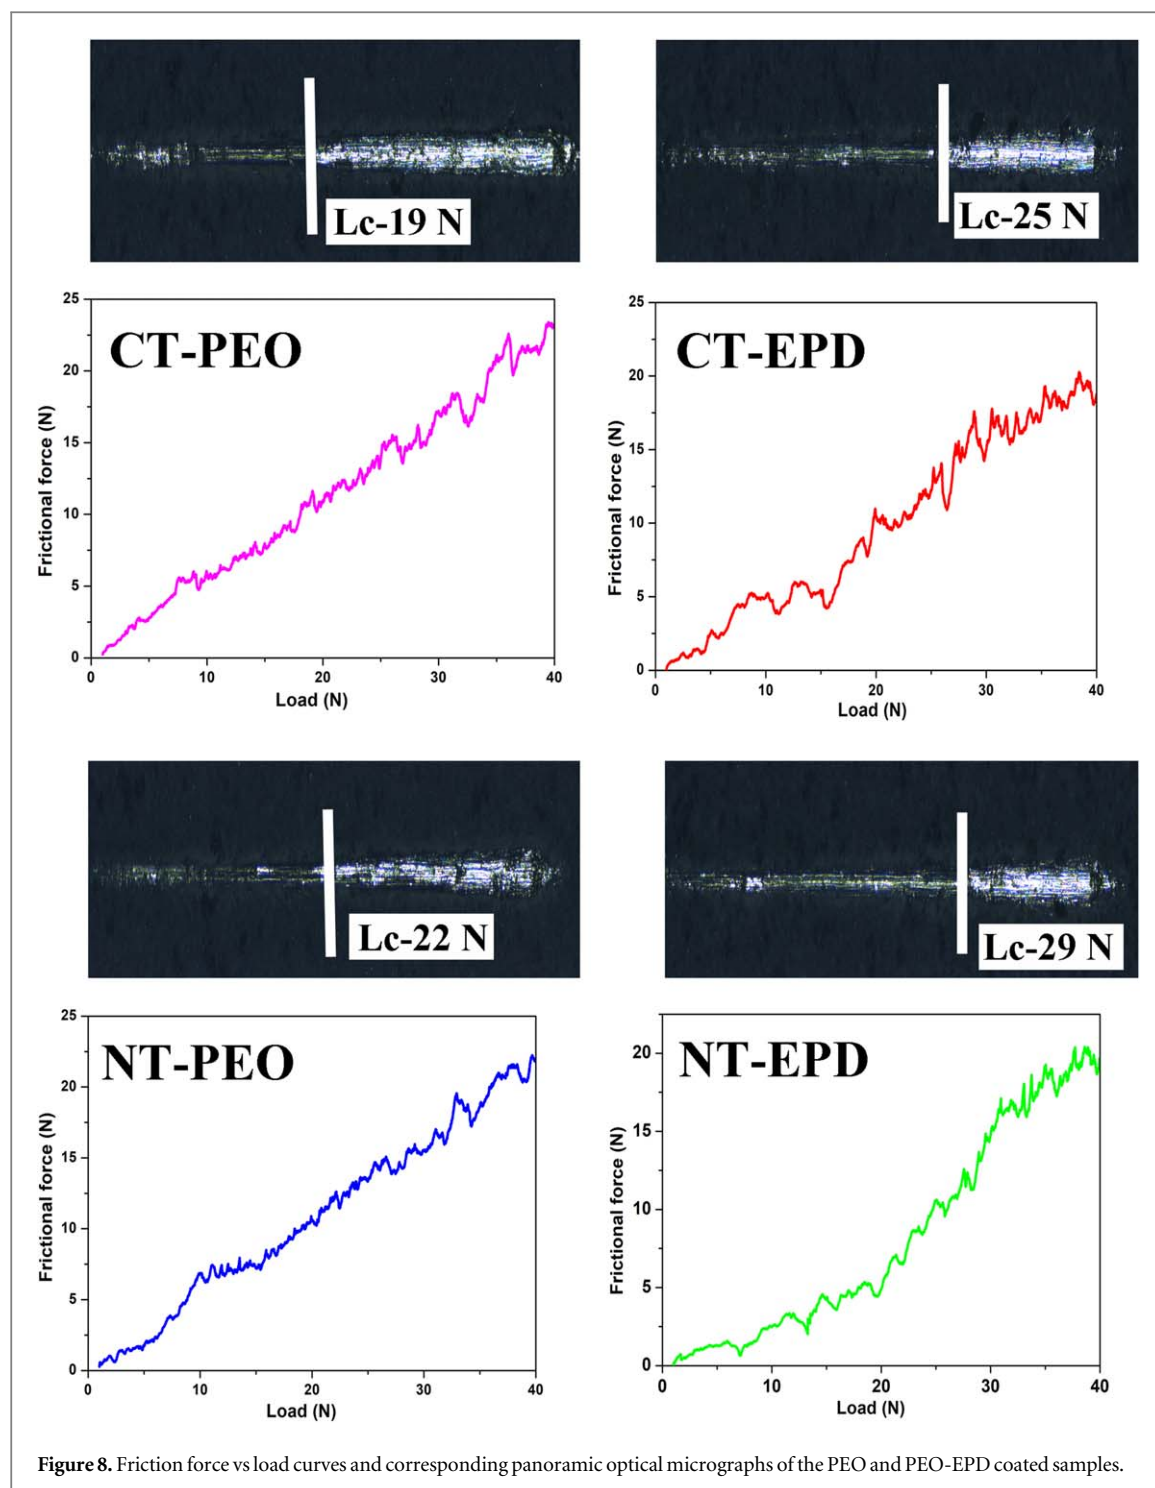 Lc-19 N
Lc-25 N
25
20
15
10
5
0
0
10
20
30
40
Frictional force (N)
Load (N)
CT-PEO
25
20
15
10
5
0
0
10
20
30
40
Frictional force (N)
Load (N)
CT-EPD
Lc-22 N
Lc-29 N
25
20
15
10
5
0
0
10
20
30
40
Frictional force (N)
Load (N)
NT-PEO
20
15
10
5
0
0
10
20
30
40
Frictional force (N)
Load (N)
NT-EPD
Figure 8. Friction force vs load curves and corresponding panoramic optical micrographs of the PEO and PEO-EPD coated samples.